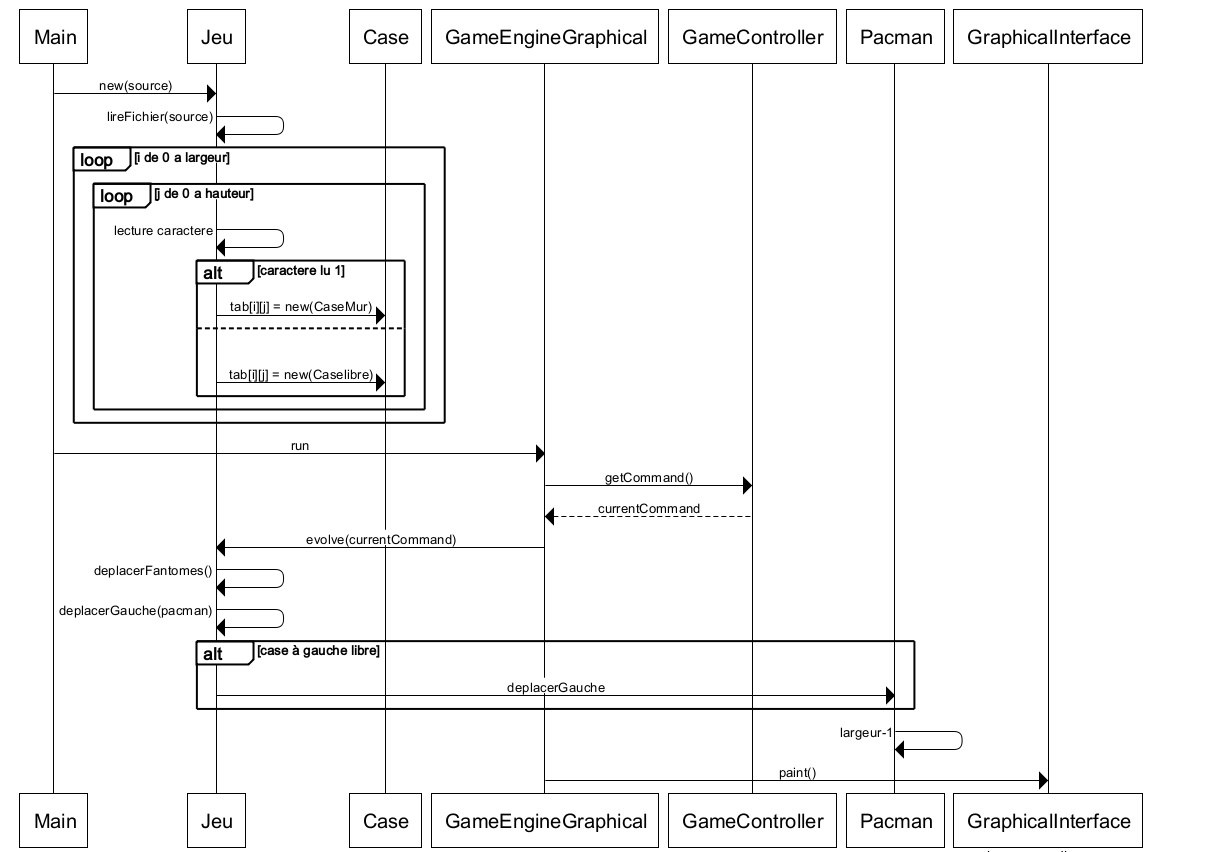 Main
Jeu
Case
GameEngineGraphical
GameController
Pacman
GraphicalInterface
new(source)
lireFichier(source)
loop [i de 0 a largeur]
loop [j de 0 a hauteur]
lecture caractere
alt [caractere lu 1]
tab[i][j] = new(CaseMur)
tab[i][j] = new(Caselibre)
run
getCommand()
currentCommand
evolve(currentCommand)
deplacerFantomes()
deplacerGauche(pacman)
alt [case à gauche libre]
deplacerGauche
largeur-1
paint()
Main
Jeu
Case
GameEngineGraphical
GameController
Pacman
GraphicalInterface